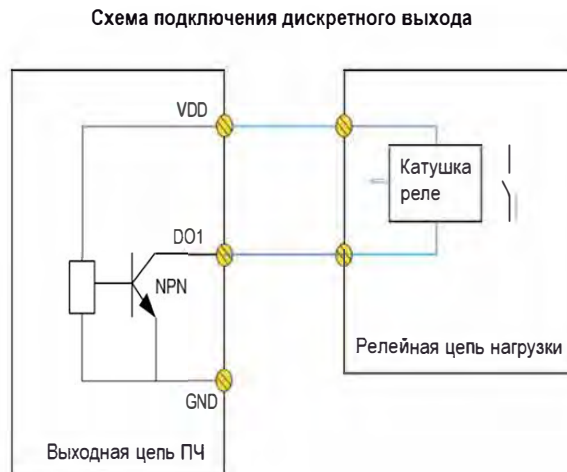 Схема подключения дискретного выхода
VDD
Катушка
реле
DO1
NPN
Релейная цепь нагрузки
GND
Выходная цепь ПЧ